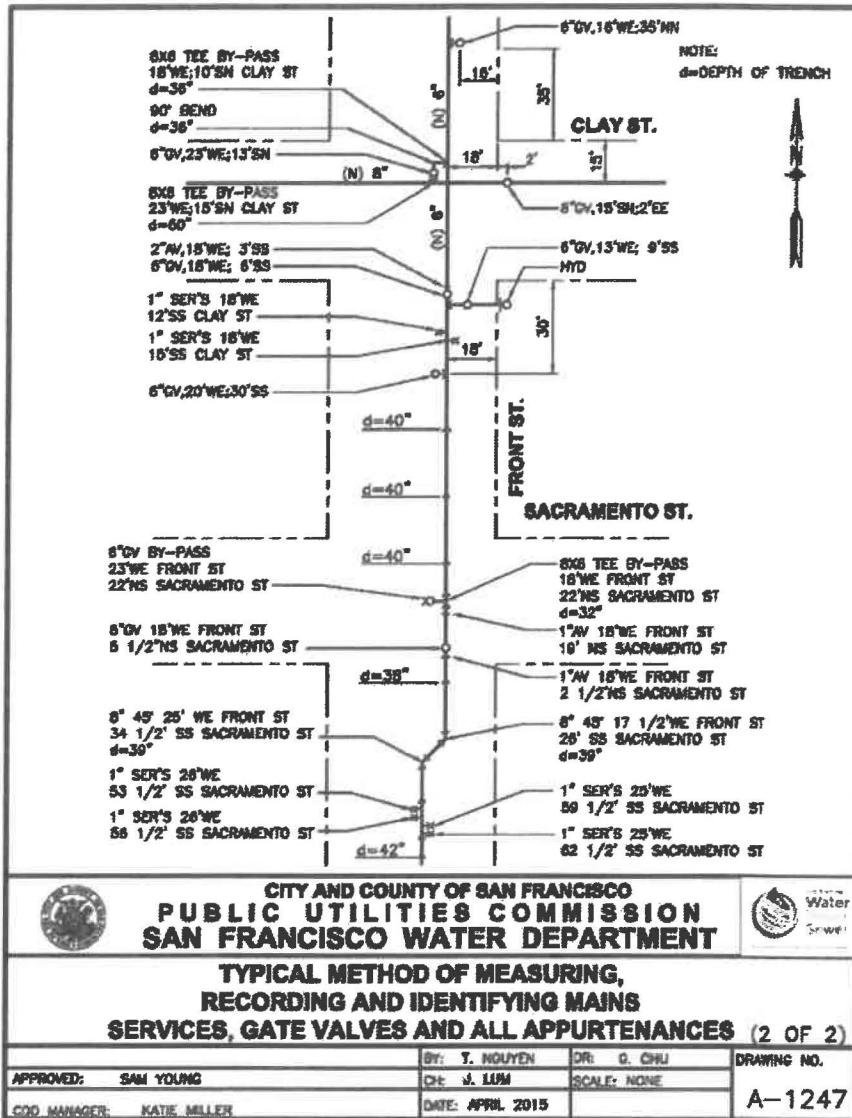 6"GV,16'WE;35'NN
NOTE:
d=DEPTH OF TRENCH
6X6 TEE BY-PASS
18'WE;10'SN CLAY ST
d=36"
90° BEND
d=36"
6"GV,23'WE;13'SN
8X6 TEE BY-PASS
23'WE;15'SN CLAY ST
d=60"
15'
35'
(N) 6"
CLAY ST.
N
18'
2'
15'
(N) 8"
8"GV,15'SN;2'EE
(N) 6"
2"AV,18'WE; 3'SS
6"GV,18'WE; 6'SS
6"GV,13'WE; 9'SS
HYD
1" SER'S 18'WE
12'SS CLAY ST
1" SER'S 18'WE
15'SS CLAY ST
18'
30'
6"GV,20'WE;30'SS
d=40"
d=40"
d=40"
FRONT ST.
SACRAMENTO ST.
6"GV BY-PASS
23'WE FRONT ST
22'NS SACRAMENTO ST
8X6 TEE BY-PASS
18'WE FRONT ST
22'NS SACRAMENTO ST
d=32"
1"AV 18'WE FRONT ST
19' NS SACRAMENTO ST
8"GV 18'WE FRONT ST
5 1/2"NS SACRAMENTO ST
1"AV 18'WE FRONT ST
2 1/2'NS SACRAMENTO ST
d=38"
8" 45° 25' WE FRONT ST
34 1/2' SS SACRAMENTO ST
d=39"
8" 45° 17 1/2'WE FRONT ST
26' SS SACRAMENTO ST
d=39"
1" SER'S 26'WE
53 1/2' SS SACRAMENTO ST
1" SER'S 26'WE
56 1/2' SS SACRAMENTO ST
1" SER'S 25'WE
59 1/2' SS SACRAMENTO ST
1" SER'S 25'WE
62 1/2' SS SACRAMENTO ST
d=42"
CITY AND COUNTY OF SAN FRANCISCO
PUBLIC UTILITIES COMMISSION
SAN FRANCISCO WATER DEPARTMENT
Water
Sewer
TYPICAL METHOD OF MEASURING,
RECORDING AND IDENTIFYING MAINS
SERVICES, GATE VALVES AND ALL APPURTENANCES (2 OF 2)
BY: T. NGUYEN
DR: G. CHU
DRAWING NO.
APPROVED: SAM YOUNG
CH: J. LUM
SCALE: NONE
CDD MANAGER: KATIE MILLER
DATE: APRIL 2015
A-1247